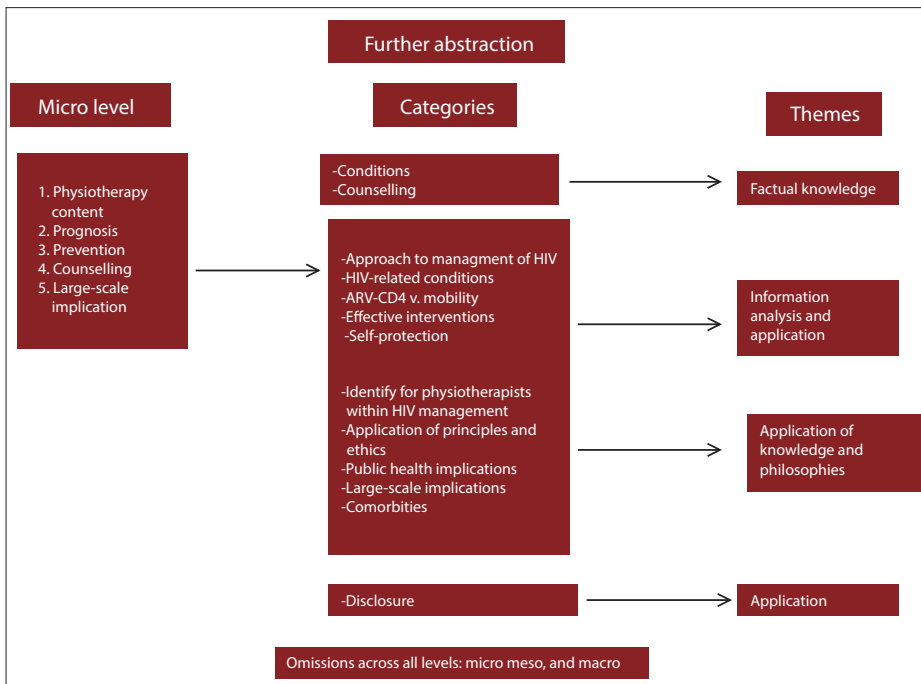 Further abstraction
Micro level
Categories
Themes
1. Physiotherapy
content
2. Prognosis
3. Prevention
4. Counselling
5. Large-scale
implication
-Conditions
-Counselling
Factual knowledge
-Approach to managment of HIV
-HIV-related conditions
-ARV-CD4 v. mobility
-Effective interventions
-Self-protection
Information
analysis and
application
-Identify for physiotherapists
within HIV management
-Application of principles and
ethics
-Public health implications
-Large-scale implications
-Comorbities
Application of
knowledge and
philosophies
-Disclosure
Application
Omissions across all levels: micro meso, and macro